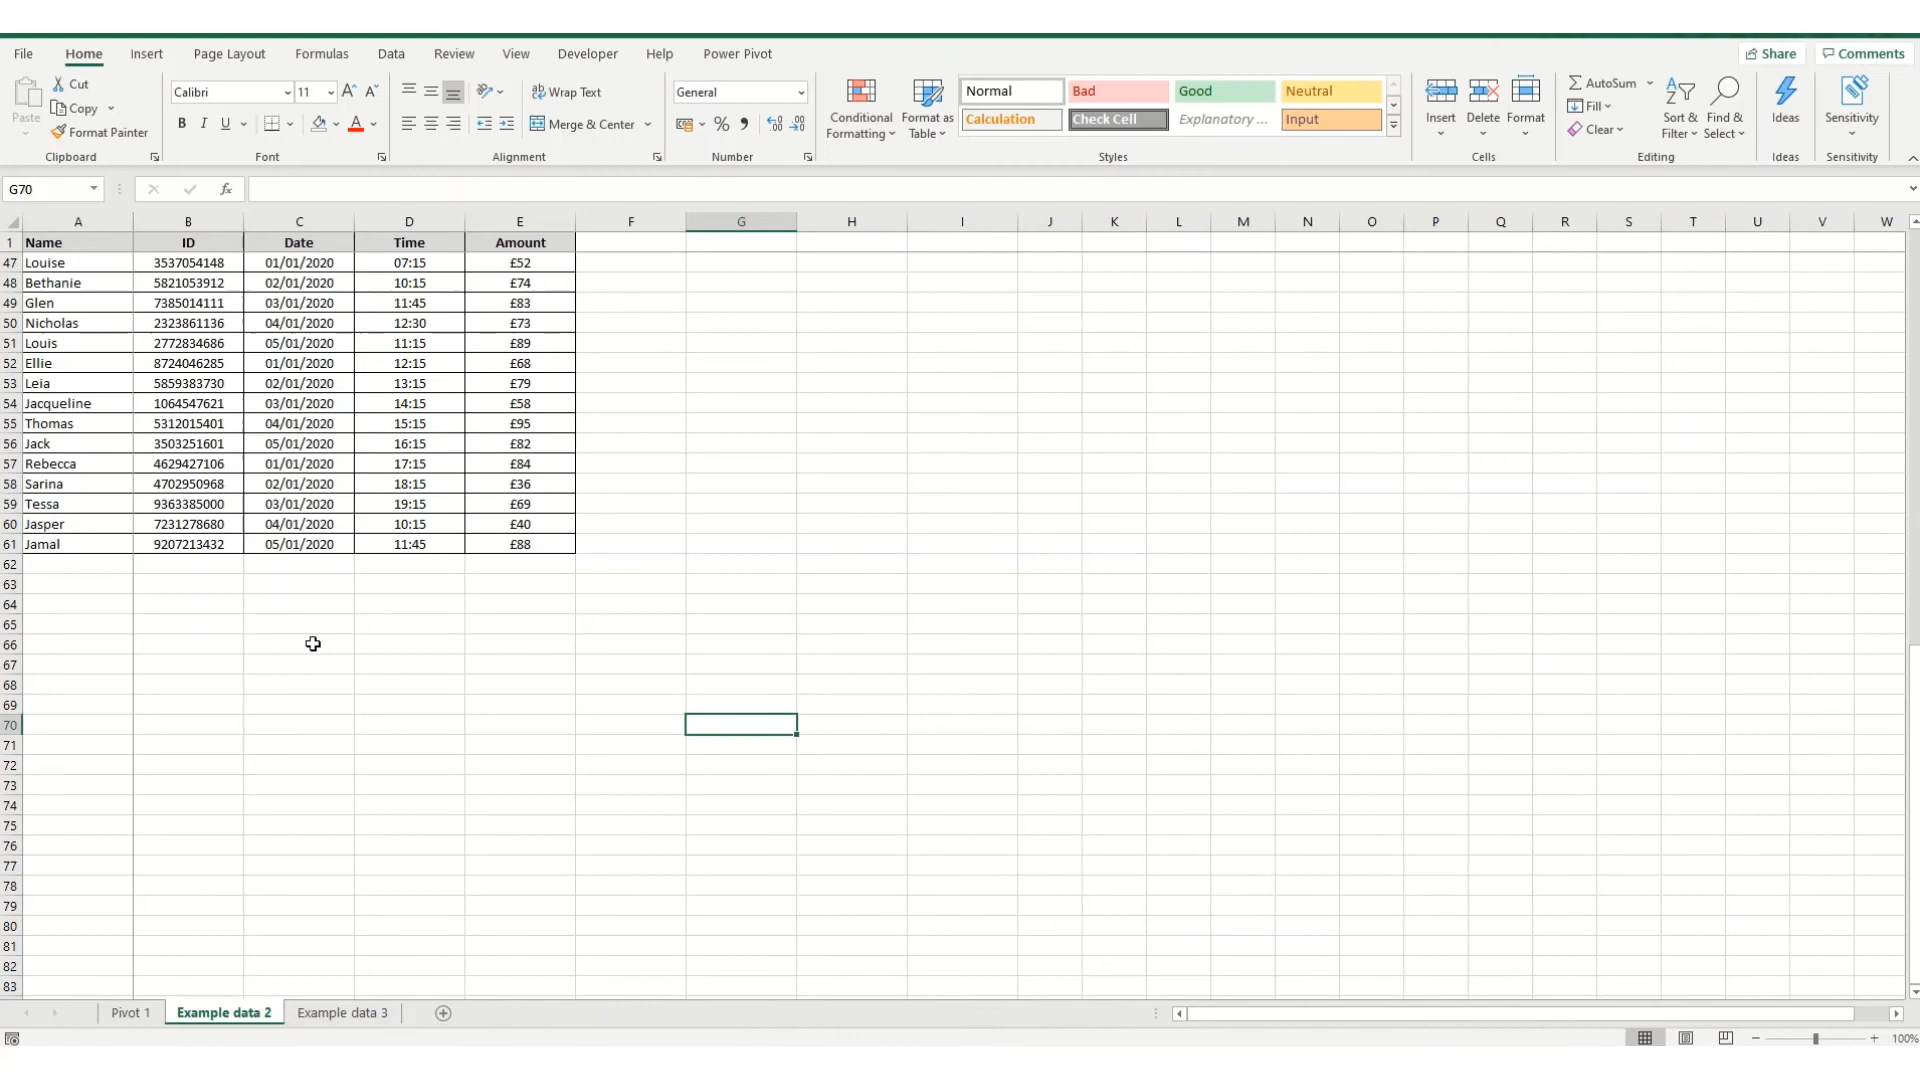 File Home Insert Page Layout Formulas Data Review View Developer Help Power Pivot Share Comments
Paste Cut Copy Format Painter Clipboard
Calibri 11 A A B I U A Font
Wrap Text Merge & Center Alignment
General % Number
Conditional Formatting Format as Table
Normal Bad Good Neutral
Calculation Check Cell Explanatory ... Input
Styles
Insert Delete Format Cells
AutoSum Fill Clear Sort & Filter Find & Select Editing
Ideas Ideas
Sensitivity Sensitivity
G70 fx
A B C D E F G H I J K L M N O P Q R S T U V W
1 Name ID Date Time Amount
47 Louise 3537054148 01/01/2020 07:15 £52
48 Bethanie 5821053912 02/01/2020 10:15 £74
49 Glen 7385014111 03/01/2020 11:45 £83
50 Nicholas 2323861136 04/01/2020 12:30 £73
51 Louis 2772834686 05/01/2020 11:15 £89
52 Ellie 8724046285 01/01/2020 12:15 £68
53 Leia 5859383730 02/01/2020 13:15 £79
54 Jacqueline 1064547621 03/01/2020 14:15 £58
55 Thomas 5312015401 04/01/2020 15:15 £95
56 Jack 3503251601 05/01/2020 16:15 £82
57 Rebecca 4629427106 01/01/2020 17:15 £84
58 Sarina 4702950968 02/01/2020 18:15 £36
59 Tessa 9363385000 03/01/2020 19:15 £69
60 Jasper 7231278680 04/01/2020 10:15 £40
61 Jamal 9207213432 05/01/2020 11:45 £88
62
63
64
65
66
67
68
69
70
71
72
73
74
75
76
77
78
79
80
81
82
83
Pivot 1 Example data 2 Example data 3
100%